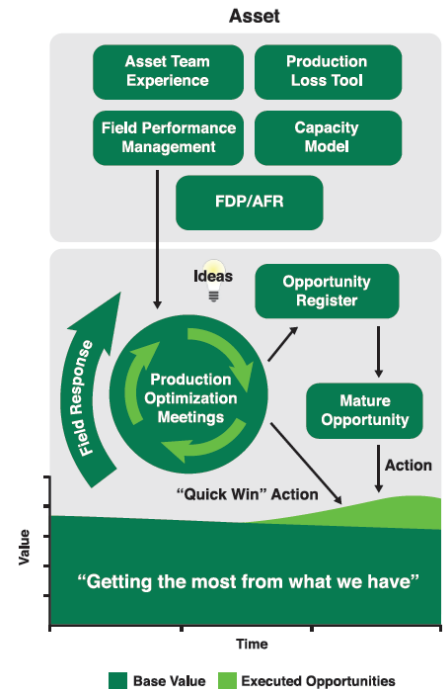 Asset
Asset Team
Experience
Production
Loss Tool
Field Performance
Management
Capacity
Model
FDP/AFR
Ideas
Opportunity
Register
Field Response
Production
Optimization
Meetings
Mature
Opportunity
Action
“Quick Win” Action
Value
“Getting the most from what we have”
Time
Base Value
Executed Opportunities